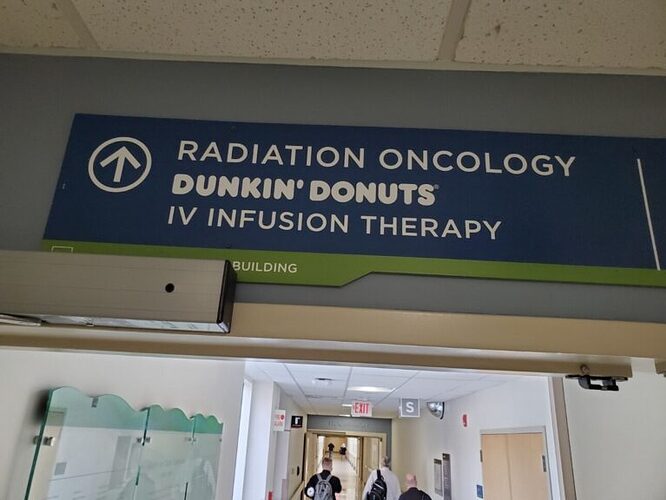 RADIATION ONCOLOGY
DUNKIN' DONUTS
IV INFUSION THERAPY
BUILDING
EXIT
S